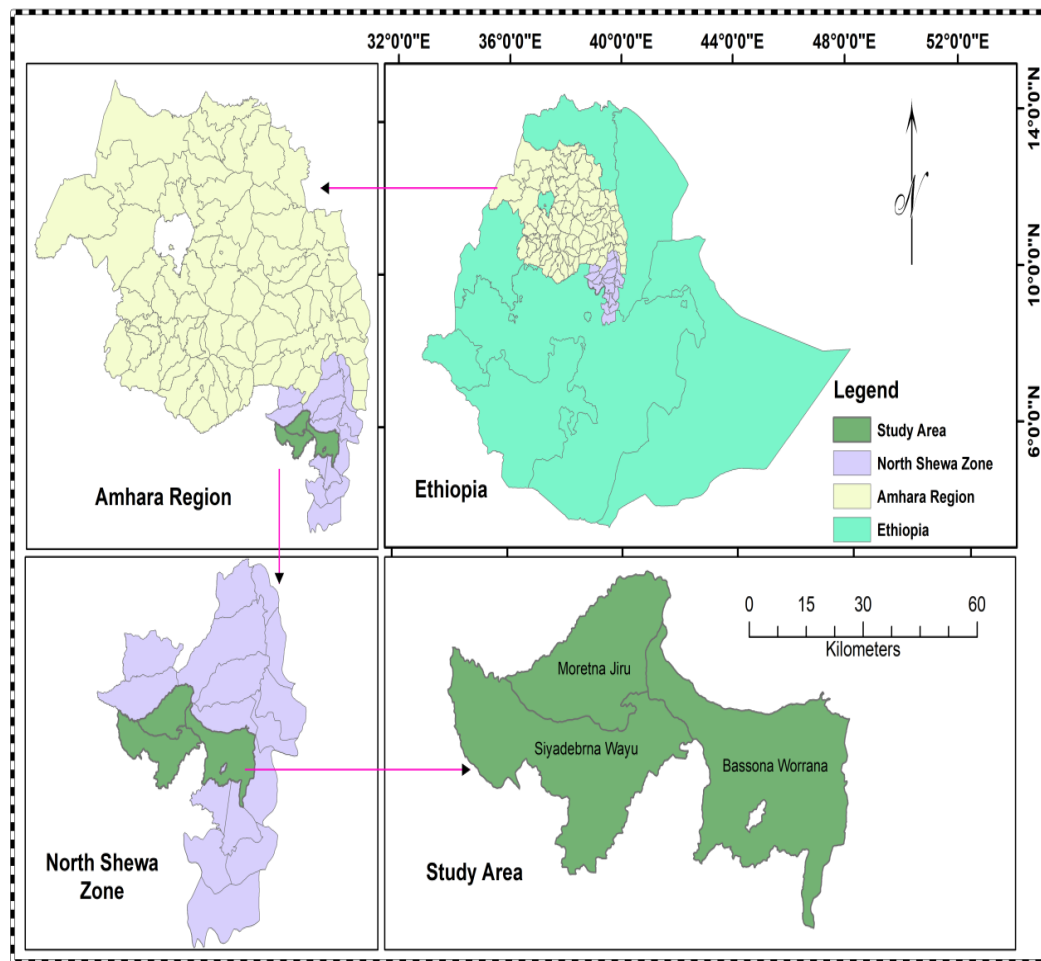 32°0'0"E 36°0'0"E 40°0'0"E 44°0'0"E 48°0'0"E 52°0'0"E
14°0'0"N
10°0'0"N
6°0'0"N
N
Amhara Region
Ethiopia
Legend
Study Area
North Shewa Zone
Amhara Region
Ethiopia
North Shewa
Zone
0 15 30 60
Kilometers
Moretna Jiru
Siyadebrna Wayu
Bassona Worrana
Study Area